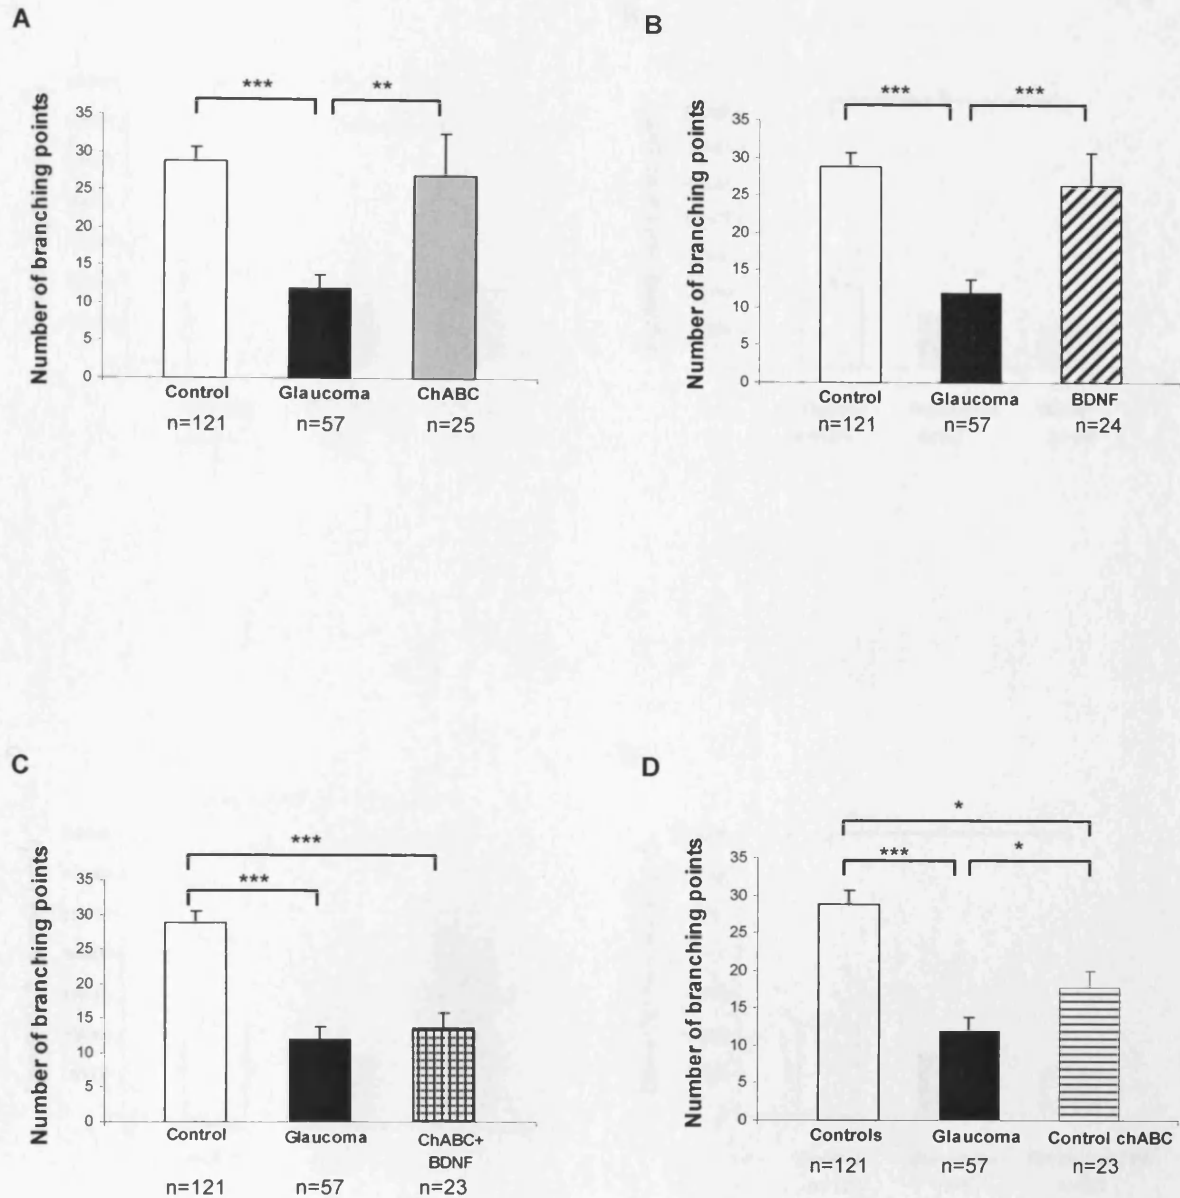 A
*** **
Number of branching points
35
30
25
20
15
10
5
0
Control Glaucoma ChABC
n=121 n=57 n=25
B
*** ***
Number of branching points
35
30
25
20
15
10
5
0
Control Glaucoma BDNF
n=121 n=57 n=24
C
***
***
Number of branching points
35
30
25
20
15
10
5
0
Control Glaucoma ChABC+
BDNF
n=121 n=57 n=23
D
*
*** *
Number of branching points
35
30
25
20
15
10
5
0
Controls Glaucoma Control chABC
n=121 n=57 n=23